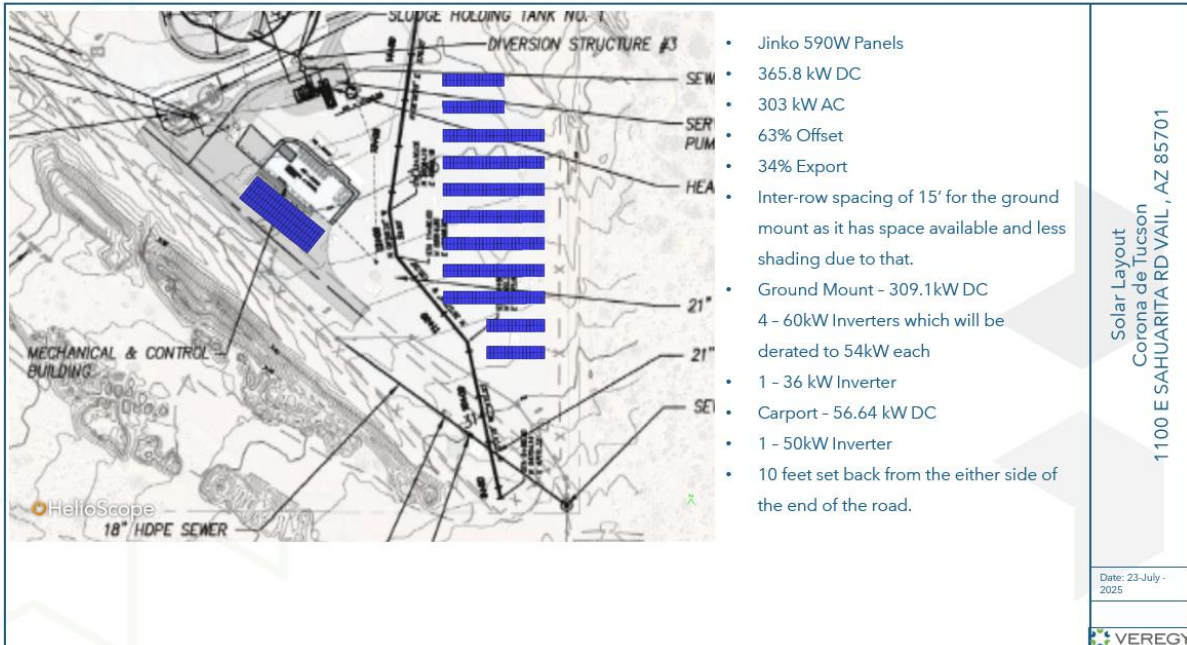 SLUDGE HOLDING TANK NO. 1
DIVERSION STRUCTURE #3
SEW
SER
PUM
HEA
21"
21"
SE
MECHANICAL & CONTROL
BUILDING
18" HDPE SEWER
HelioScope
• Jinko 590W Panels
• 365.8 kW DC
• 303 kW AC
• 63% Offset
• 34% Export
• Inter-row spacing of 15' for the ground
mount as it has space available and less
shading due to that.
• Ground Mount – 309.1kW DC
4 – 60kW Inverters which will be
derated to 54kW each
• 1 – 36 kW Inverter
• Carport – 56.64 kW DC
• 1 – 50kW Inverter
• 10 feet set back from the either side of
the end of the road.
Solar Layout
Corona de Tucson
1100 E SAHUARITA RD VAIL , AZ 85701
Date: 23-July -
2025
VEREGY